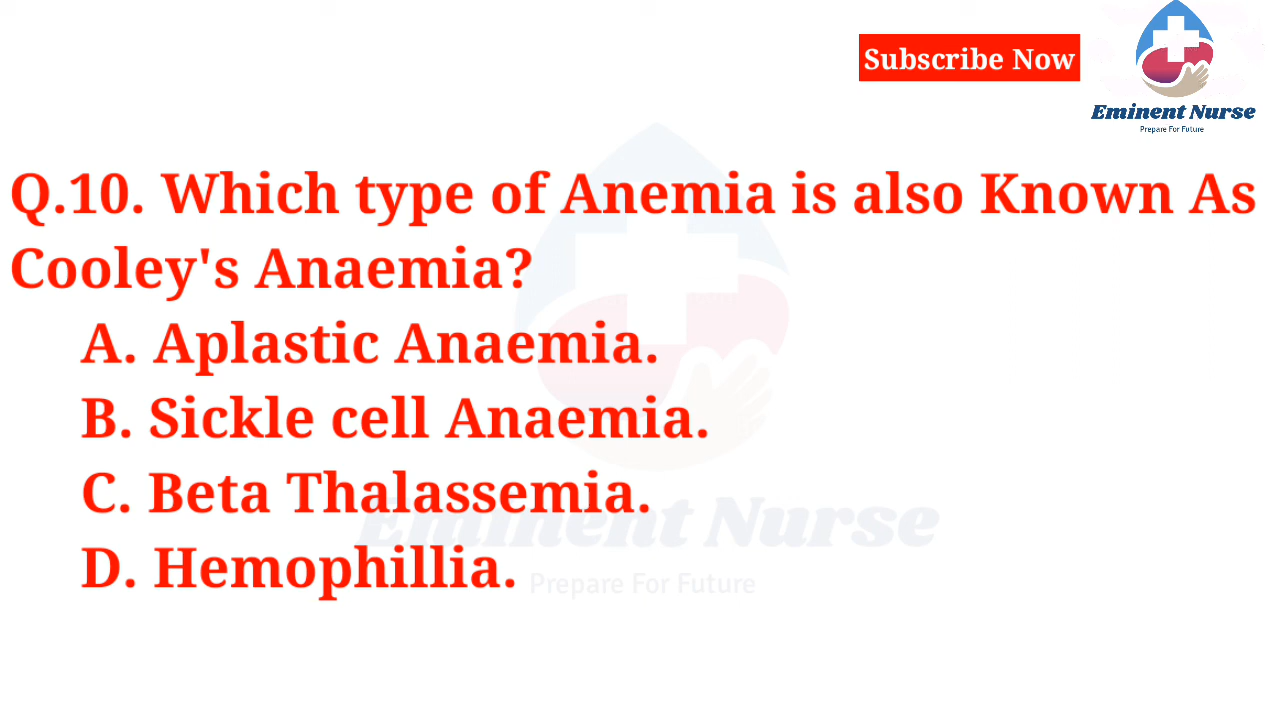 Subscribe Now
Eminent Nurse
Prepare For Future
Q.10. Which type of Anemia is also Known As
Cooley's Anaemia?
A. Aplastic Anaemia.
B. Sickle cell Anaemia.
C. Beta Thalassemia.
D. Hemophillia.
Eminent Nurse
Prepare For Future